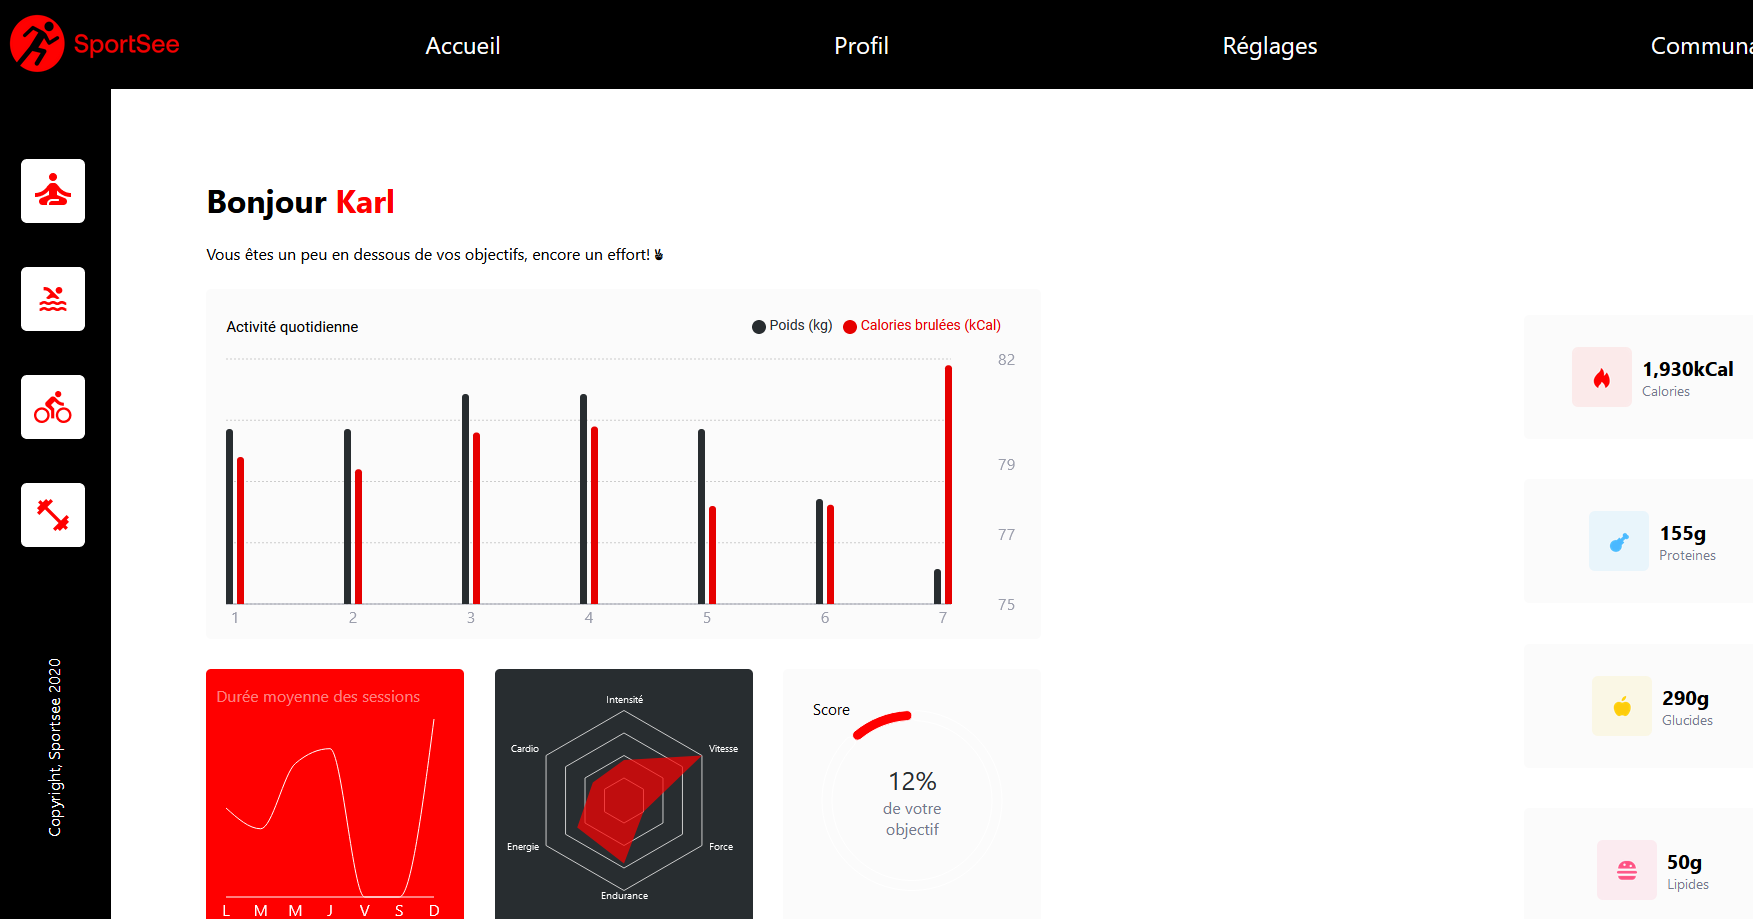 SportSee
Accueil
Profil
Réglages
Communa
Bonjour Karl
Vous êtes un peu en dessous de vos objectifs, encore un effort!
Activité quotidienne
Poids (kg)
Calories brulées (kCal)
82
79
77
75
1 2 3 4 5 6 7
1,930kCal
Calories
155g
Proteines
290g
Glucides
50g
Lipides
Durée moyenne des sessions
L M M J V S D
Intensité
Vitesse
Force
Endurance
Energie
Cardio
Score
12%
de votre
objectif
Copyright, Sportsee 2020